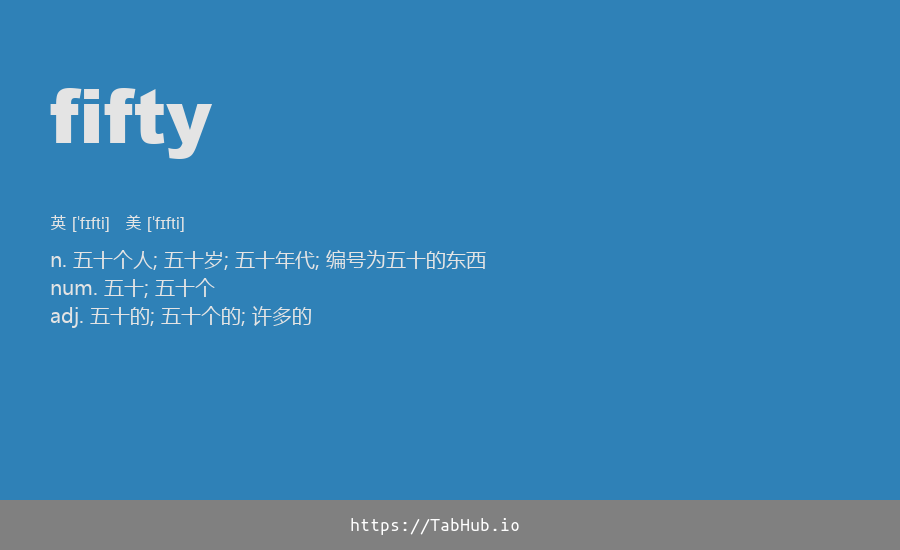 fifty
英 [ˈfɪfti] 美 [ˈfɪfti]
n. 五十个人; 五十岁; 五十年代; 编号为五十的东西
num. 五十; 五十个
adj. 五十的; 五十个的; 许多的
https://TabHub.io